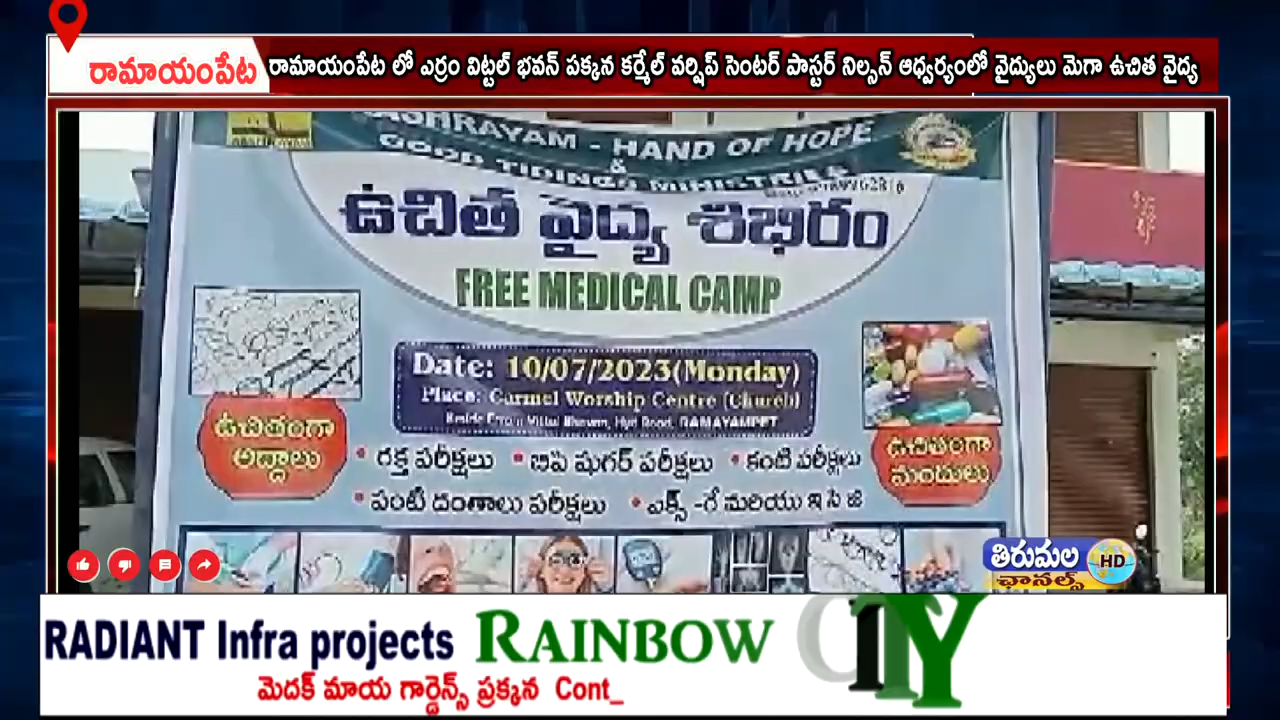 రామాయంపేట
రామాయంపేట లో ఎర్రం విట్టల్ భవన్ పక్కన కర్మేల్ వర్షిప్ సెంటర్ పాస్టర్ నిల్సన్ ఆధ్వర్యంలో వైద్యులు మెగా ఉచిత వైద్య
- HAND OF HOPE
&
GOOD TIDINGS MINISTRIES
ఉచిత వైద్య శిబిరం
FREE MEDICAL CAMP
Date: 10/07/2023(Monday)
Place: Carmel Worship Centre (Church)
Hyd Road, RAMAYAMPET
ఉచితంగా
అద్దాలు
• రక్త పరీక్షలు • బిపి షుగర్ పరీక్షలు • కంటి పరీక్షలు
• పంటి దంతాలు పరీక్షలు • ఎక్స్ -రే మరియు ఇ సి జి
ఉచితంగా
మందులు
తిరుమల
ఛానల్స్
HD
RADIANT Infra projects RAINBOW CITY
మెదక్ మాయ గార్డెన్స్ ప్రక్కన Cont_